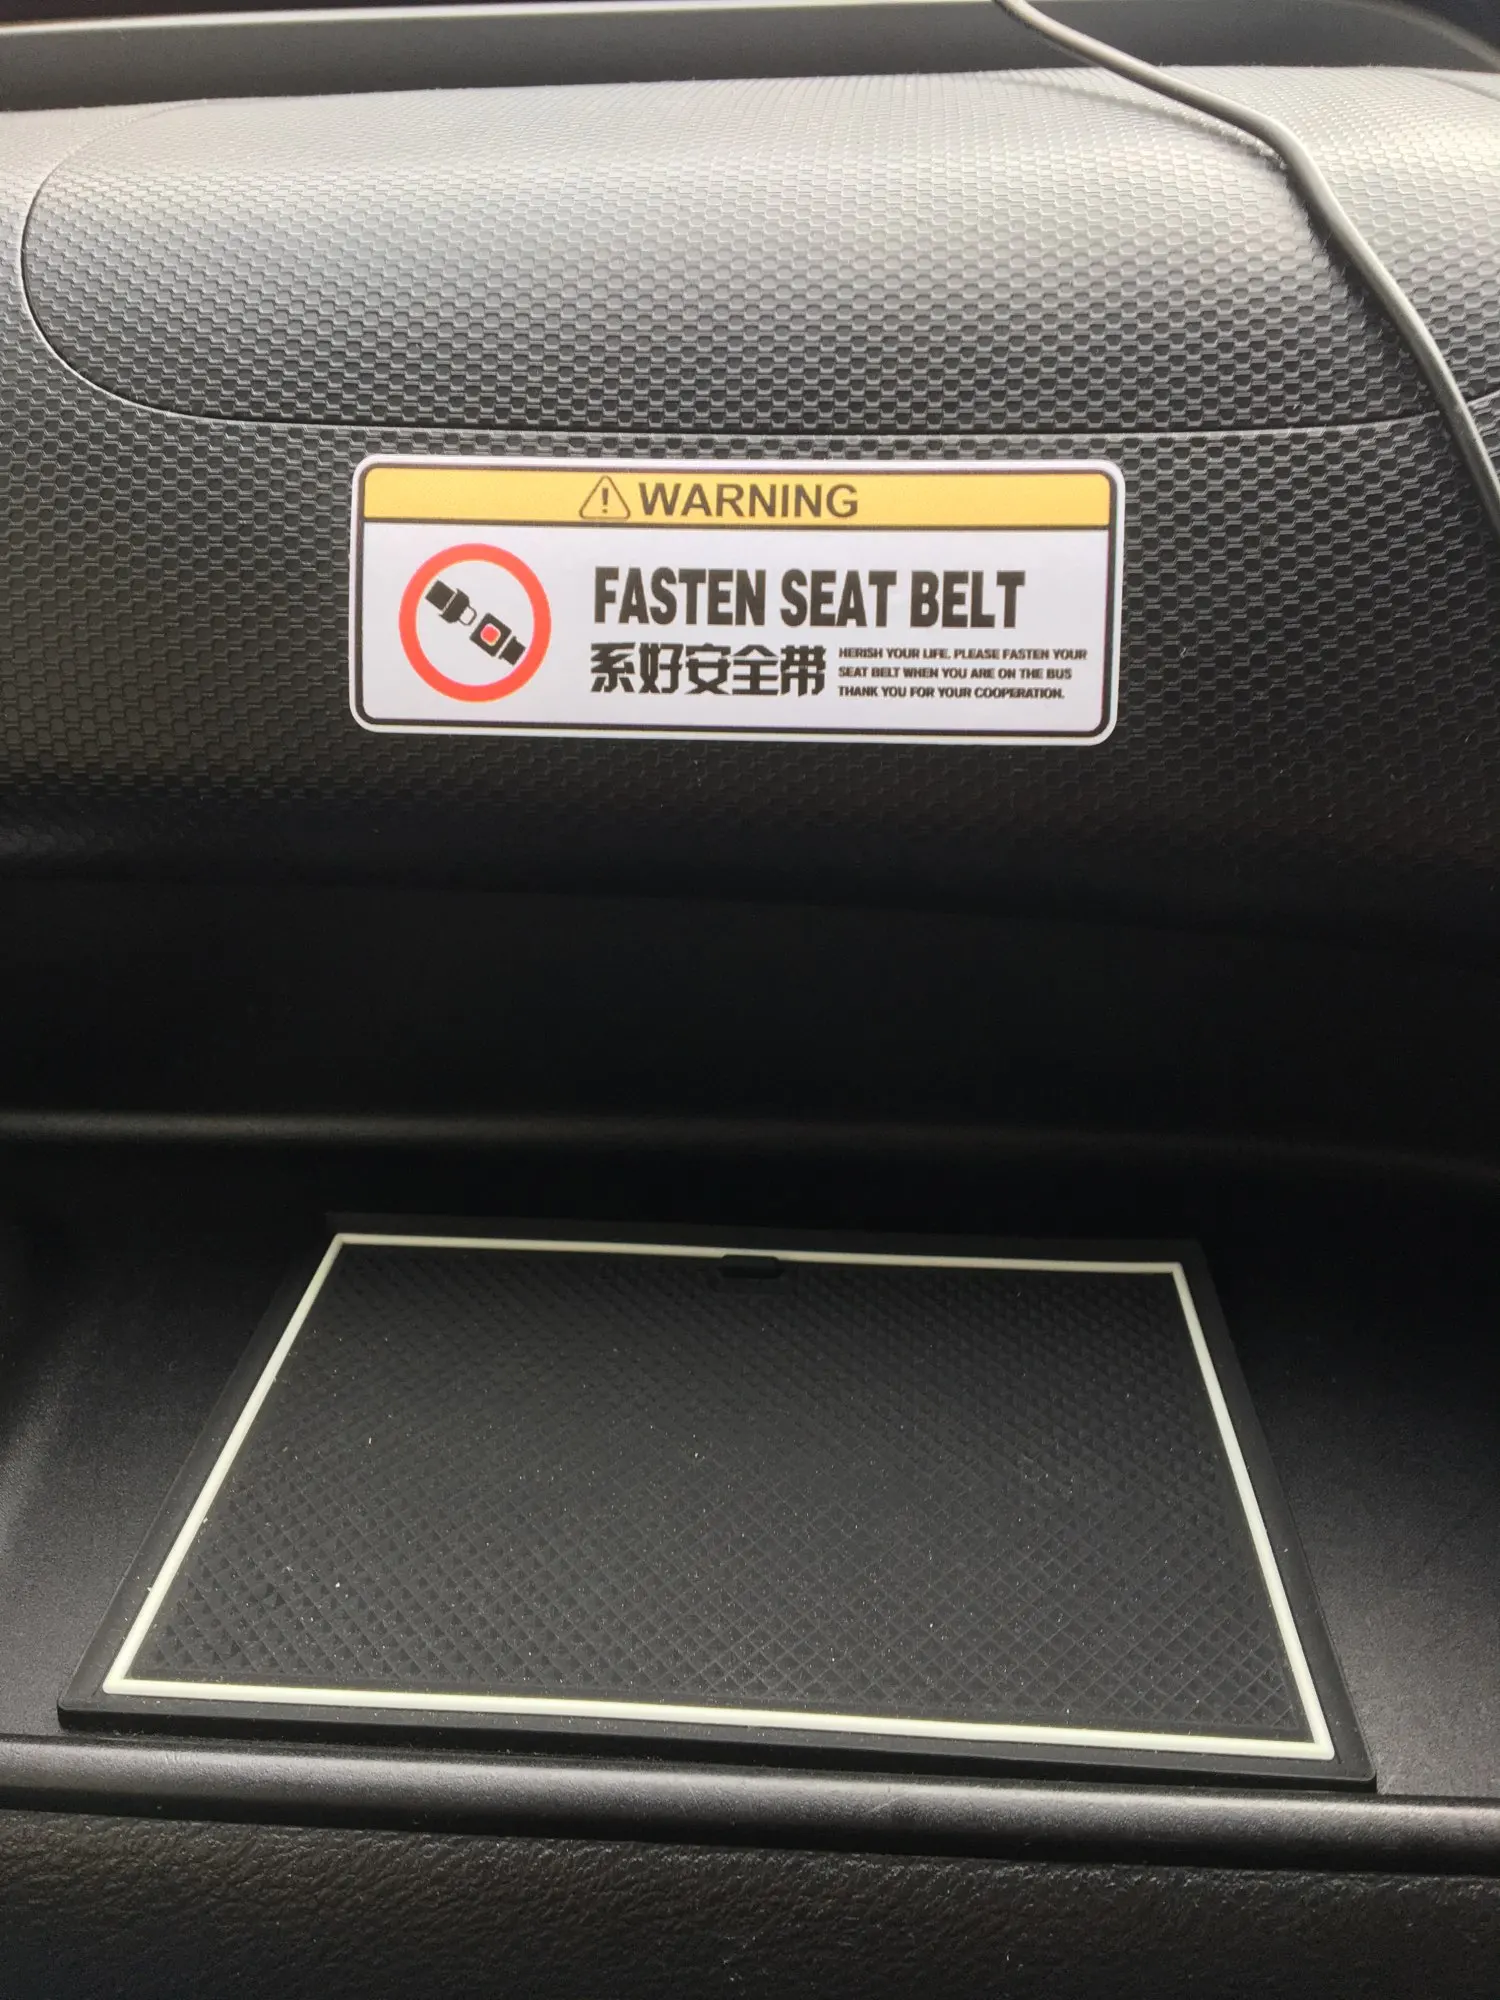 WARNING
FASTEN SEAT BELT
系好安全带
HERISH YOUR LIFE. PLEASE FASTEN YOUR
SEAT BELT WHEN YOU ARE ON THE BUS
THANK YOU FOR YOUR COOPERATION.